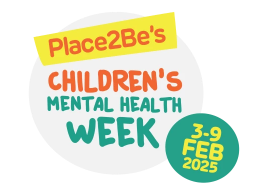 Place2Be's
CHILDREN'S
MENTAL HEALTH
WEEK
3-9
FEB
2025